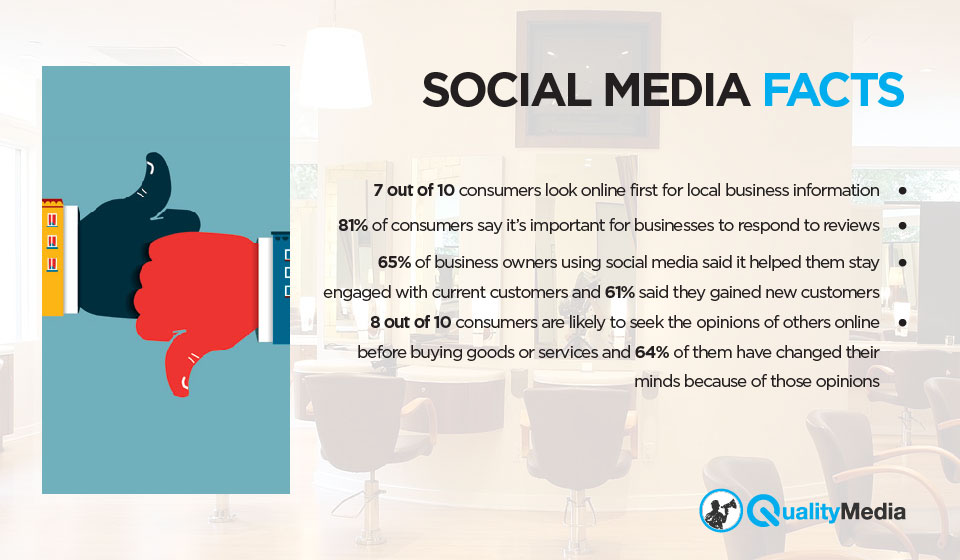 SOCIAL MEDIA FACTS
7 out of 10 consumers look online first for local business information
81% of consumers say it's important for businesses to respond to reviews
65% of business owners using social media said it helped them stay
engaged with current customers and 61% said they gained new customers
8 out of 10 consumers are likely to seek the opinions of others online
before buying goods or services and 64% of them have changed their
minds because of those opinions
QualityMedia